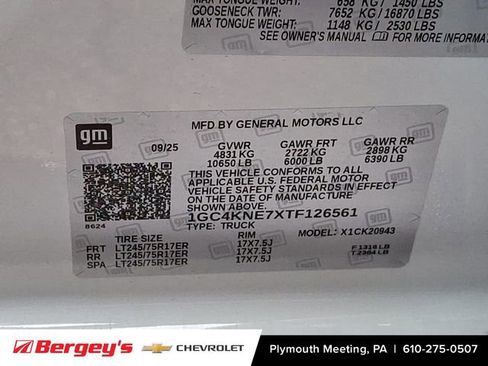 MAX TONGUE WEIGHT: 658 KG / 1450 LBS
GOOSENECK TWR: 7652 KG / 16870 LBS
MAX TONGUE WEIGHT: 1148 KG / 2530 LBS
SEE OWNER'S MANUAL gm FOR MORE INFORMATION
gm
MFD BY GENERAL MOTORS LLC
09/25 GVWR GAWR FRT GAWR RR
4831 KG 2722 KG 2898 KG
10650 LB 6000 LB 6390 LB
THIS VEHICLE CONFORMS TO ALL
APPLICABLE U.S. FEDERAL MOTOR
VEHICLE SAFETY STANDARDS IN EFFECT
ON THE DATE OF MANUFACTURE
SHOWN ABOVE.
1GC4KNE7XTF126561
8624 TYPE: TRUCK MODEL: X1CK20943
TIRE SIZE RIM
FRT LT245/75R17ER 17X7.5J F.1318 LB
RR LT245/75R17ER 17X7.5J T.2364 LB
SPA LT245/75R17ER 17X7.5J
Bergey's CHEVROLET Plymouth Meeting, PA | 610-275-0507